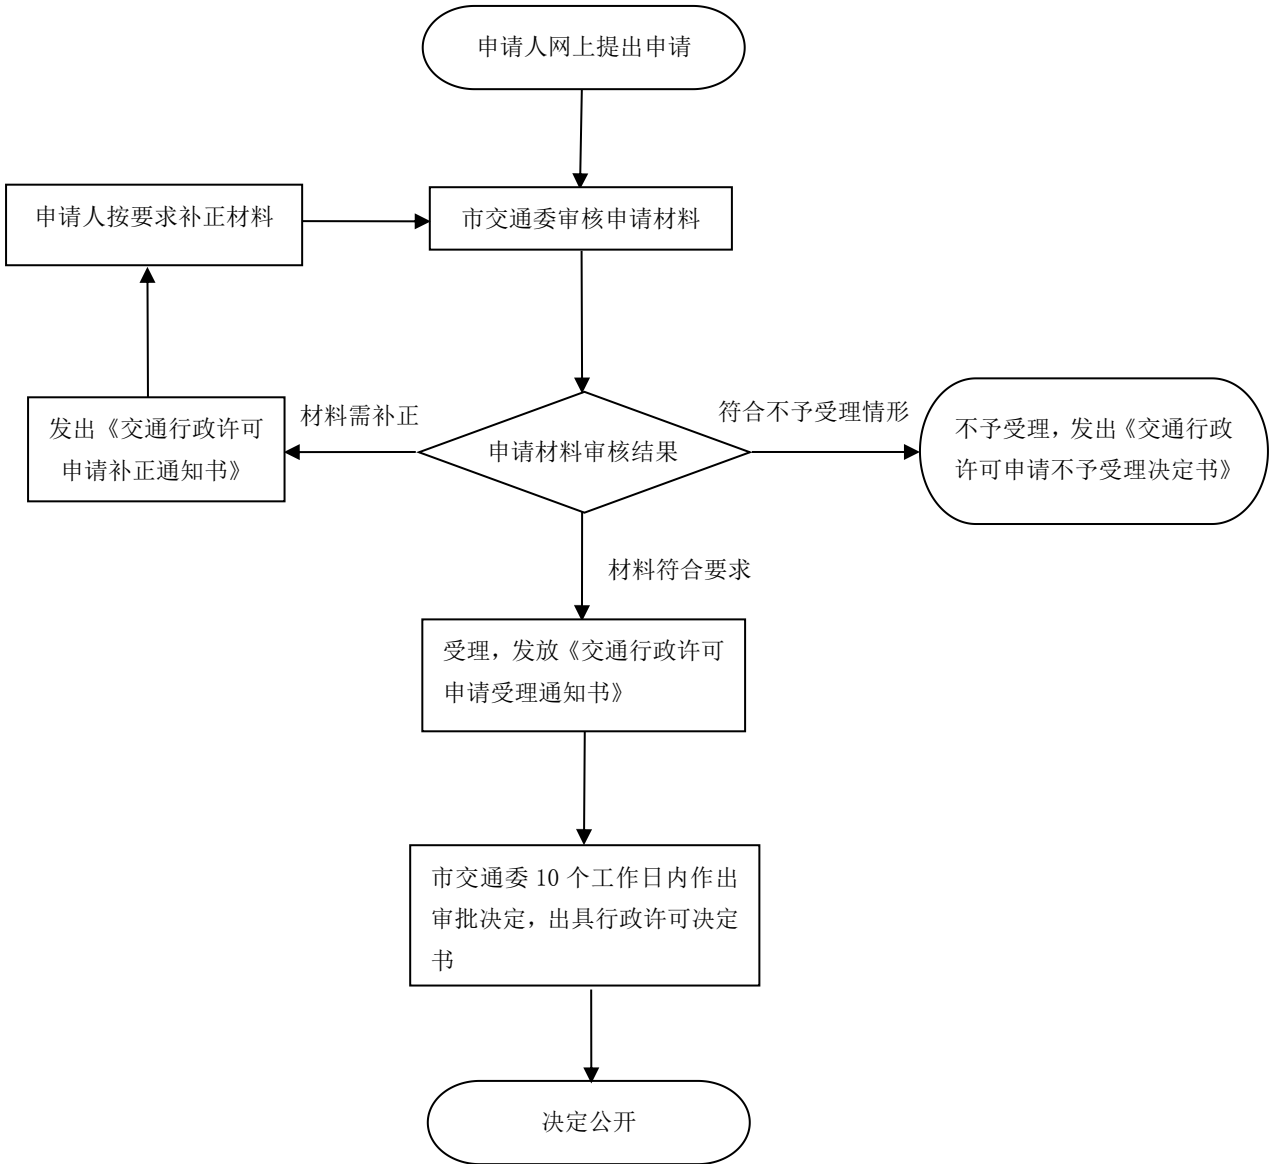 申请人网上提出申请
申请人按要求补正材料
市交通委审核申请材料
发出《交通行政许可
申请补正通知书》
材料需补正
申请材料审核结果
符合不予受理情形
不予受理，发出《交通行政
许可申请不予受理决定书》
材料符合要求
受理，发放《交通行政许可
申请受理通知书》
市交通委 10 个工作日内作出
审批决定，出具行政许可决定
书
决定公开